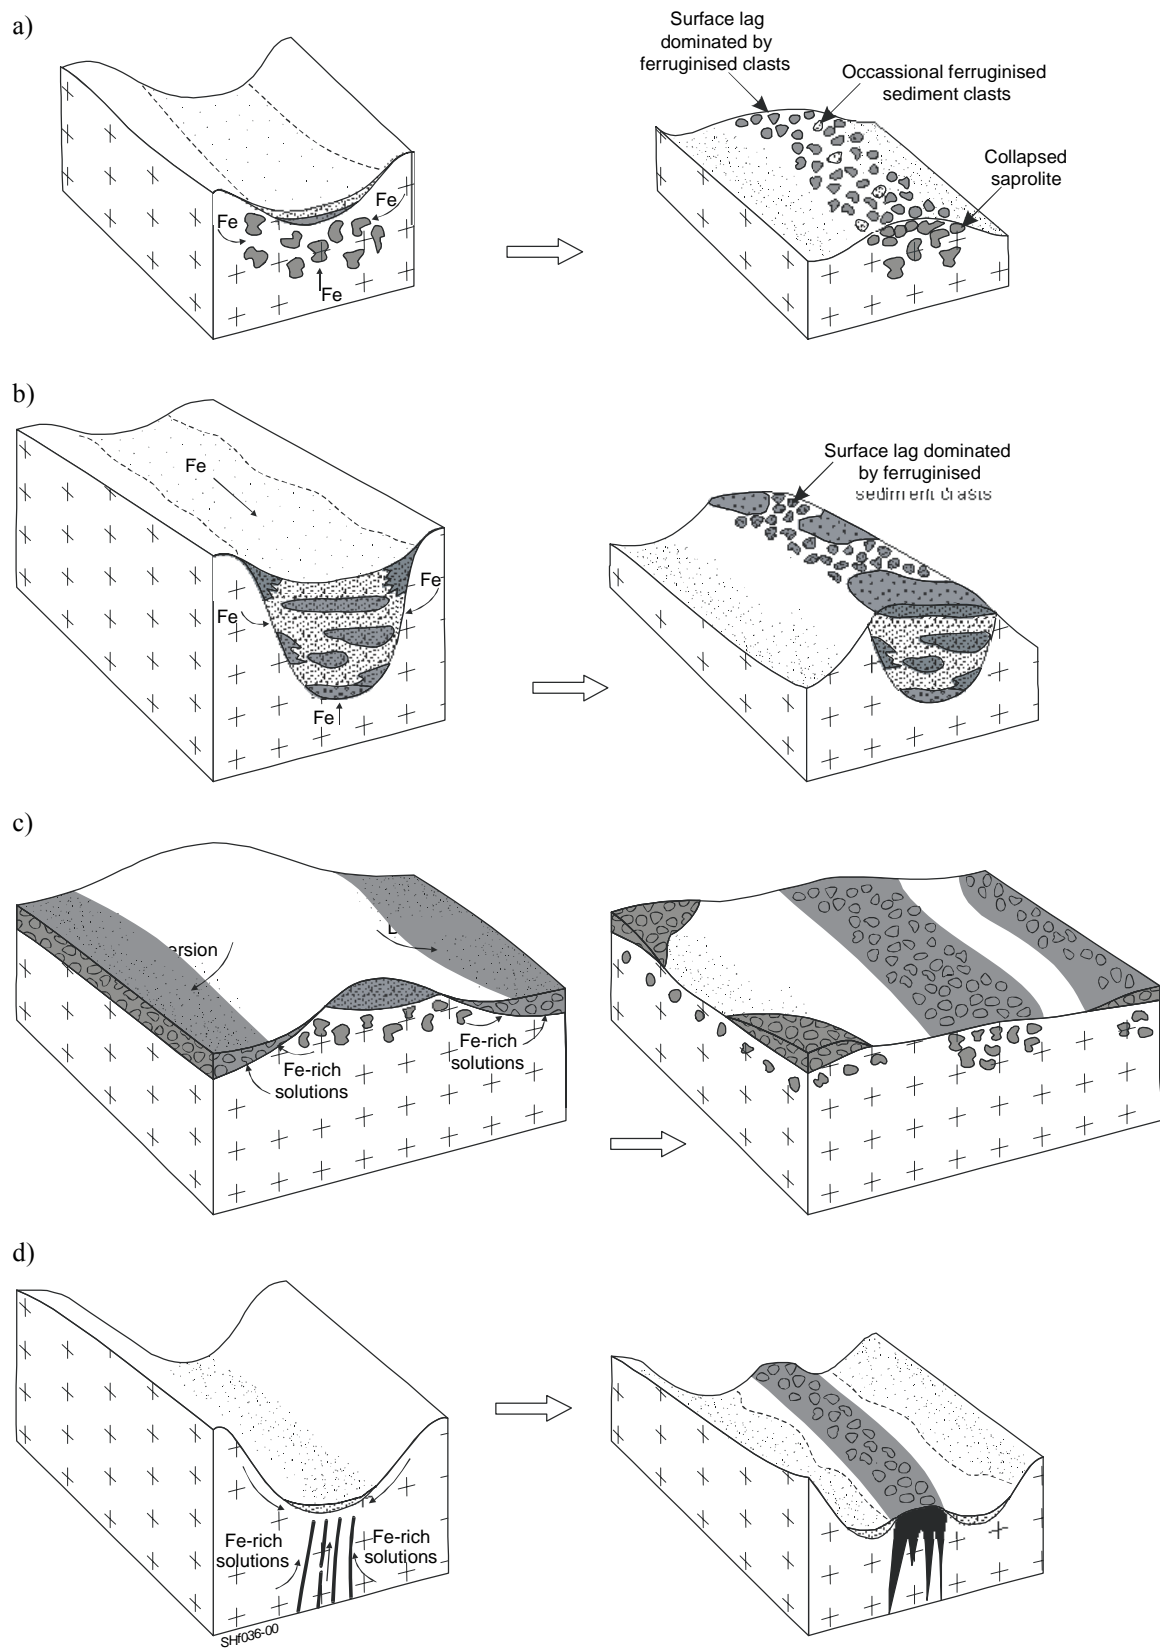 a)
Surface lag
dominated by
ferruginised clasts
Occassional ferruginised
sediment clasts
Collapsed
saprolite
Fe
Fe
Fe
b)
Fe
Fe
Fe
Fe
Surface lag dominated
by ferruginised
sediment clasts
c)
ersion
Fe-rich
solutions
Fe-rich
solutions
d)
Fe-rich
solutions
Fe-rich
solutions
SHf036-00